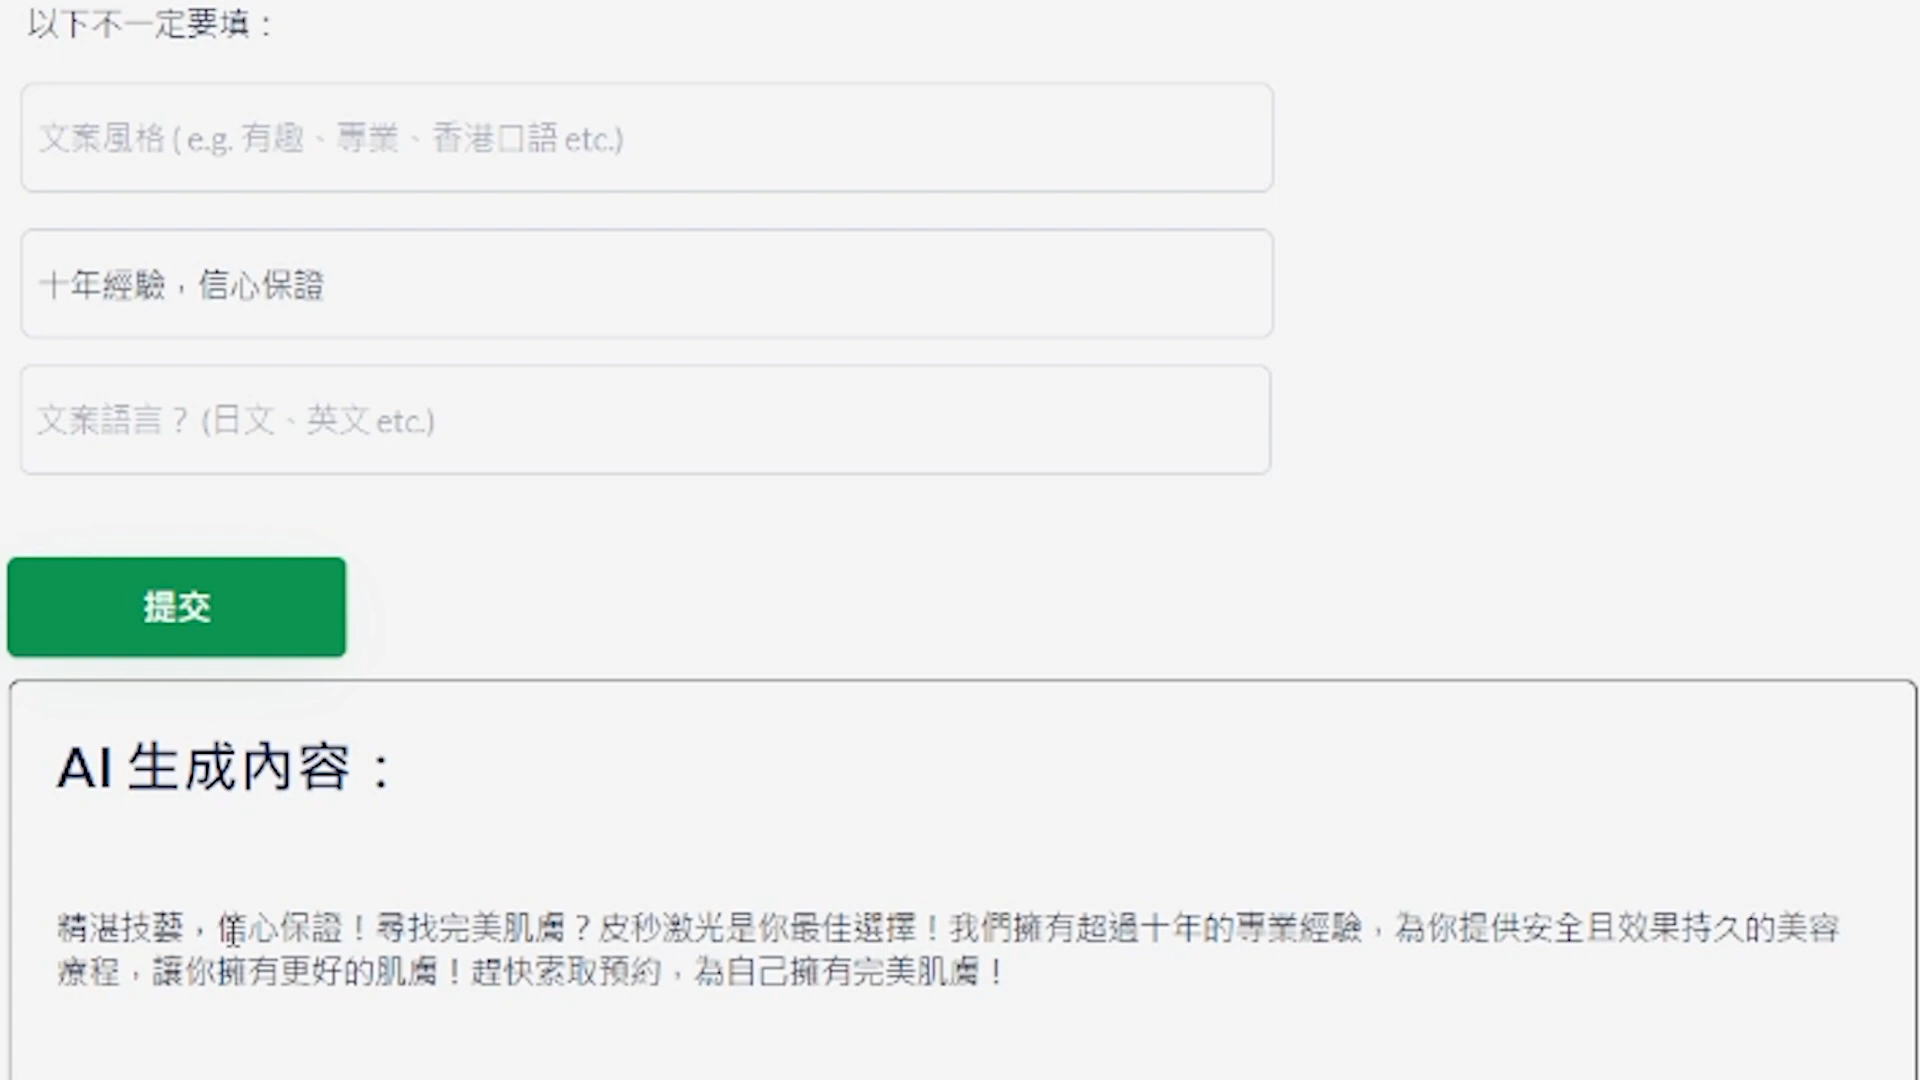 以下不一定要填：
文案風格 ( e.g. 有趣、專業、香港口語 etc.)
十年經驗，信心保證
文案語言？ (日文、英文 etc.)
提交
AI 生成內容：
精湛技藝，信心保證！尋找完美肌膚？皮秒激光是你最佳選擇！我們擁有超過十年的專業經驗，為你提供安全且效果持久的美容
療程，讓你擁有更好的肌膚！趕快索取預約，為自己擁有完美肌膚！